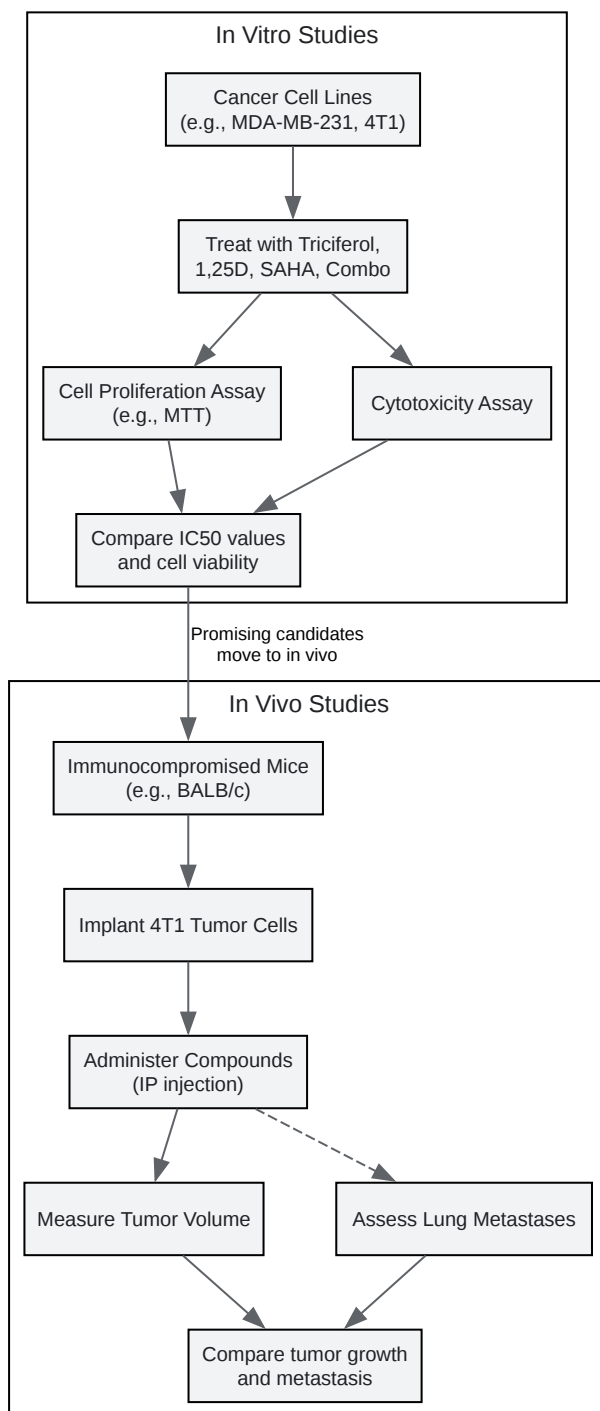 In Vitro Studies
Cancer Cell Lines
(e.g., MDA-MB-231, 4T1)
Treat with Triciferol,
1,25D, SAHA, Combo
Cell Proliferation Assay
(e.g., MTT)
Cytotoxicity Assay
Compare IC50 values
and cell viability
Promising candidates
move to in vivo
In Vivo Studies
Immunocompromised Mice
(e.g., BALB/c)
Implant 4T1 Tumor Cells
Administer Compounds
(IP injection)
Measure Tumor Volume
Assess Lung Metastases
Compare tumor growth
and metastasis